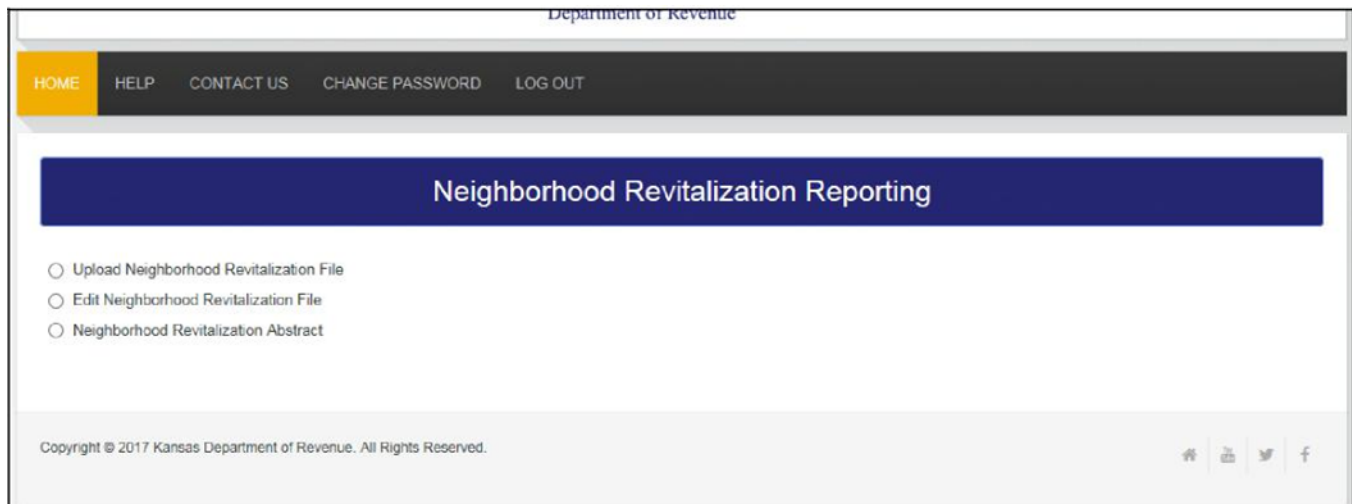 Department of Revenue
HOME HELP CONTACT US CHANGE PASSWORD LOG OUT
Neighborhood Revitalization Reporting
Upload Neighborhood Revitalization File
Edit Neighborhood Revitalization File
Neighborhood Revitalization Abstract
Copyright © 2017 Kansas Department of Revenue. All Rights Reserved.